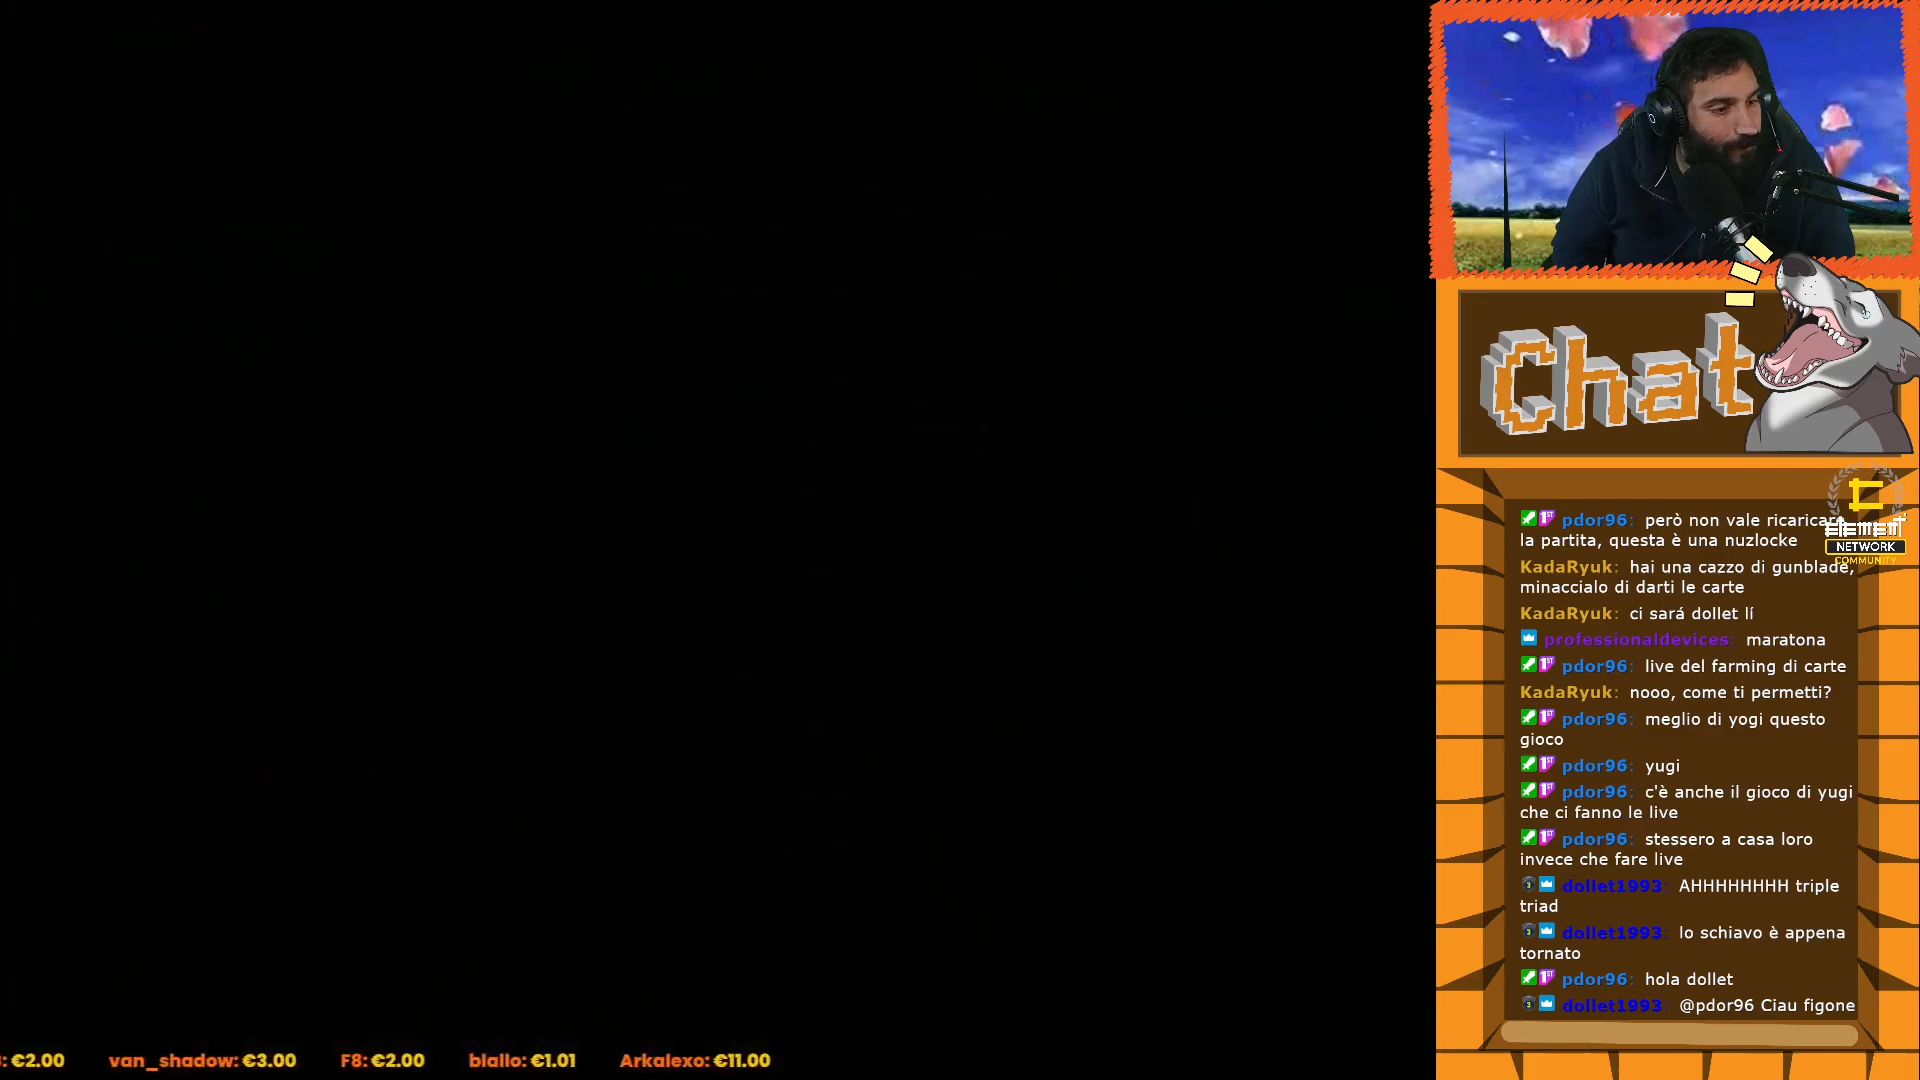 Chat
pdor96: però non vale ricaricare
la partita, questa è una nuzlocke
ELEMENT
NETWORK
COMMUNITY
KadaRyuk: hai una cazzo di gunblade,
minaccialo di darti le carte
KadaRyuk: ci sará dollet lí
professionaldevices: maratona
pdor96: live del farming di carte
KadaRyuk: nooo, come ti permetti?
pdor96: meglio di yogi questo
gioco
pdor96: yugi
pdor96: c'è anche il gioco di yugi
che ci fanno le live
pdor96: stessero a casa loro
invece che fare live
dollet1993: AHHHHHHHH triple
triad
dollet1993: lo schiavo è appena
tornato
pdor96: hola dollet
dollet1993: @pdor96 Ciau figone
: €2.00 van_shadow: €3.00 F8: €2.00 blallo: €1.01 Arkalexo: €11.00